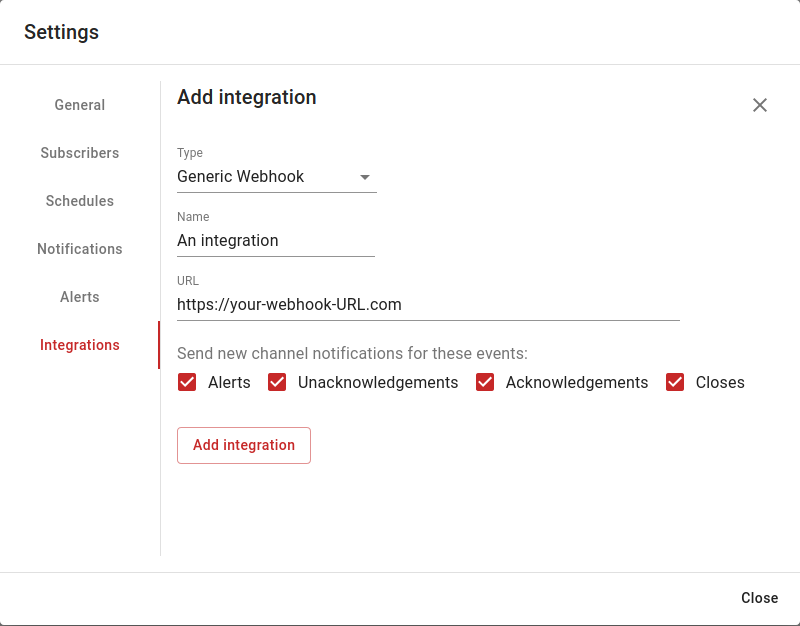 Settings
General
Subscribers
Schedules
Notifications
Alerts
Integrations
Add integration
Type
Generic Webhook
Name
An integration
URL
https://your-webhook-URL.com
Send new channel notifications for these events:
Alerts Unacknowledgements Acknowledgements Closes
Add integration
Close